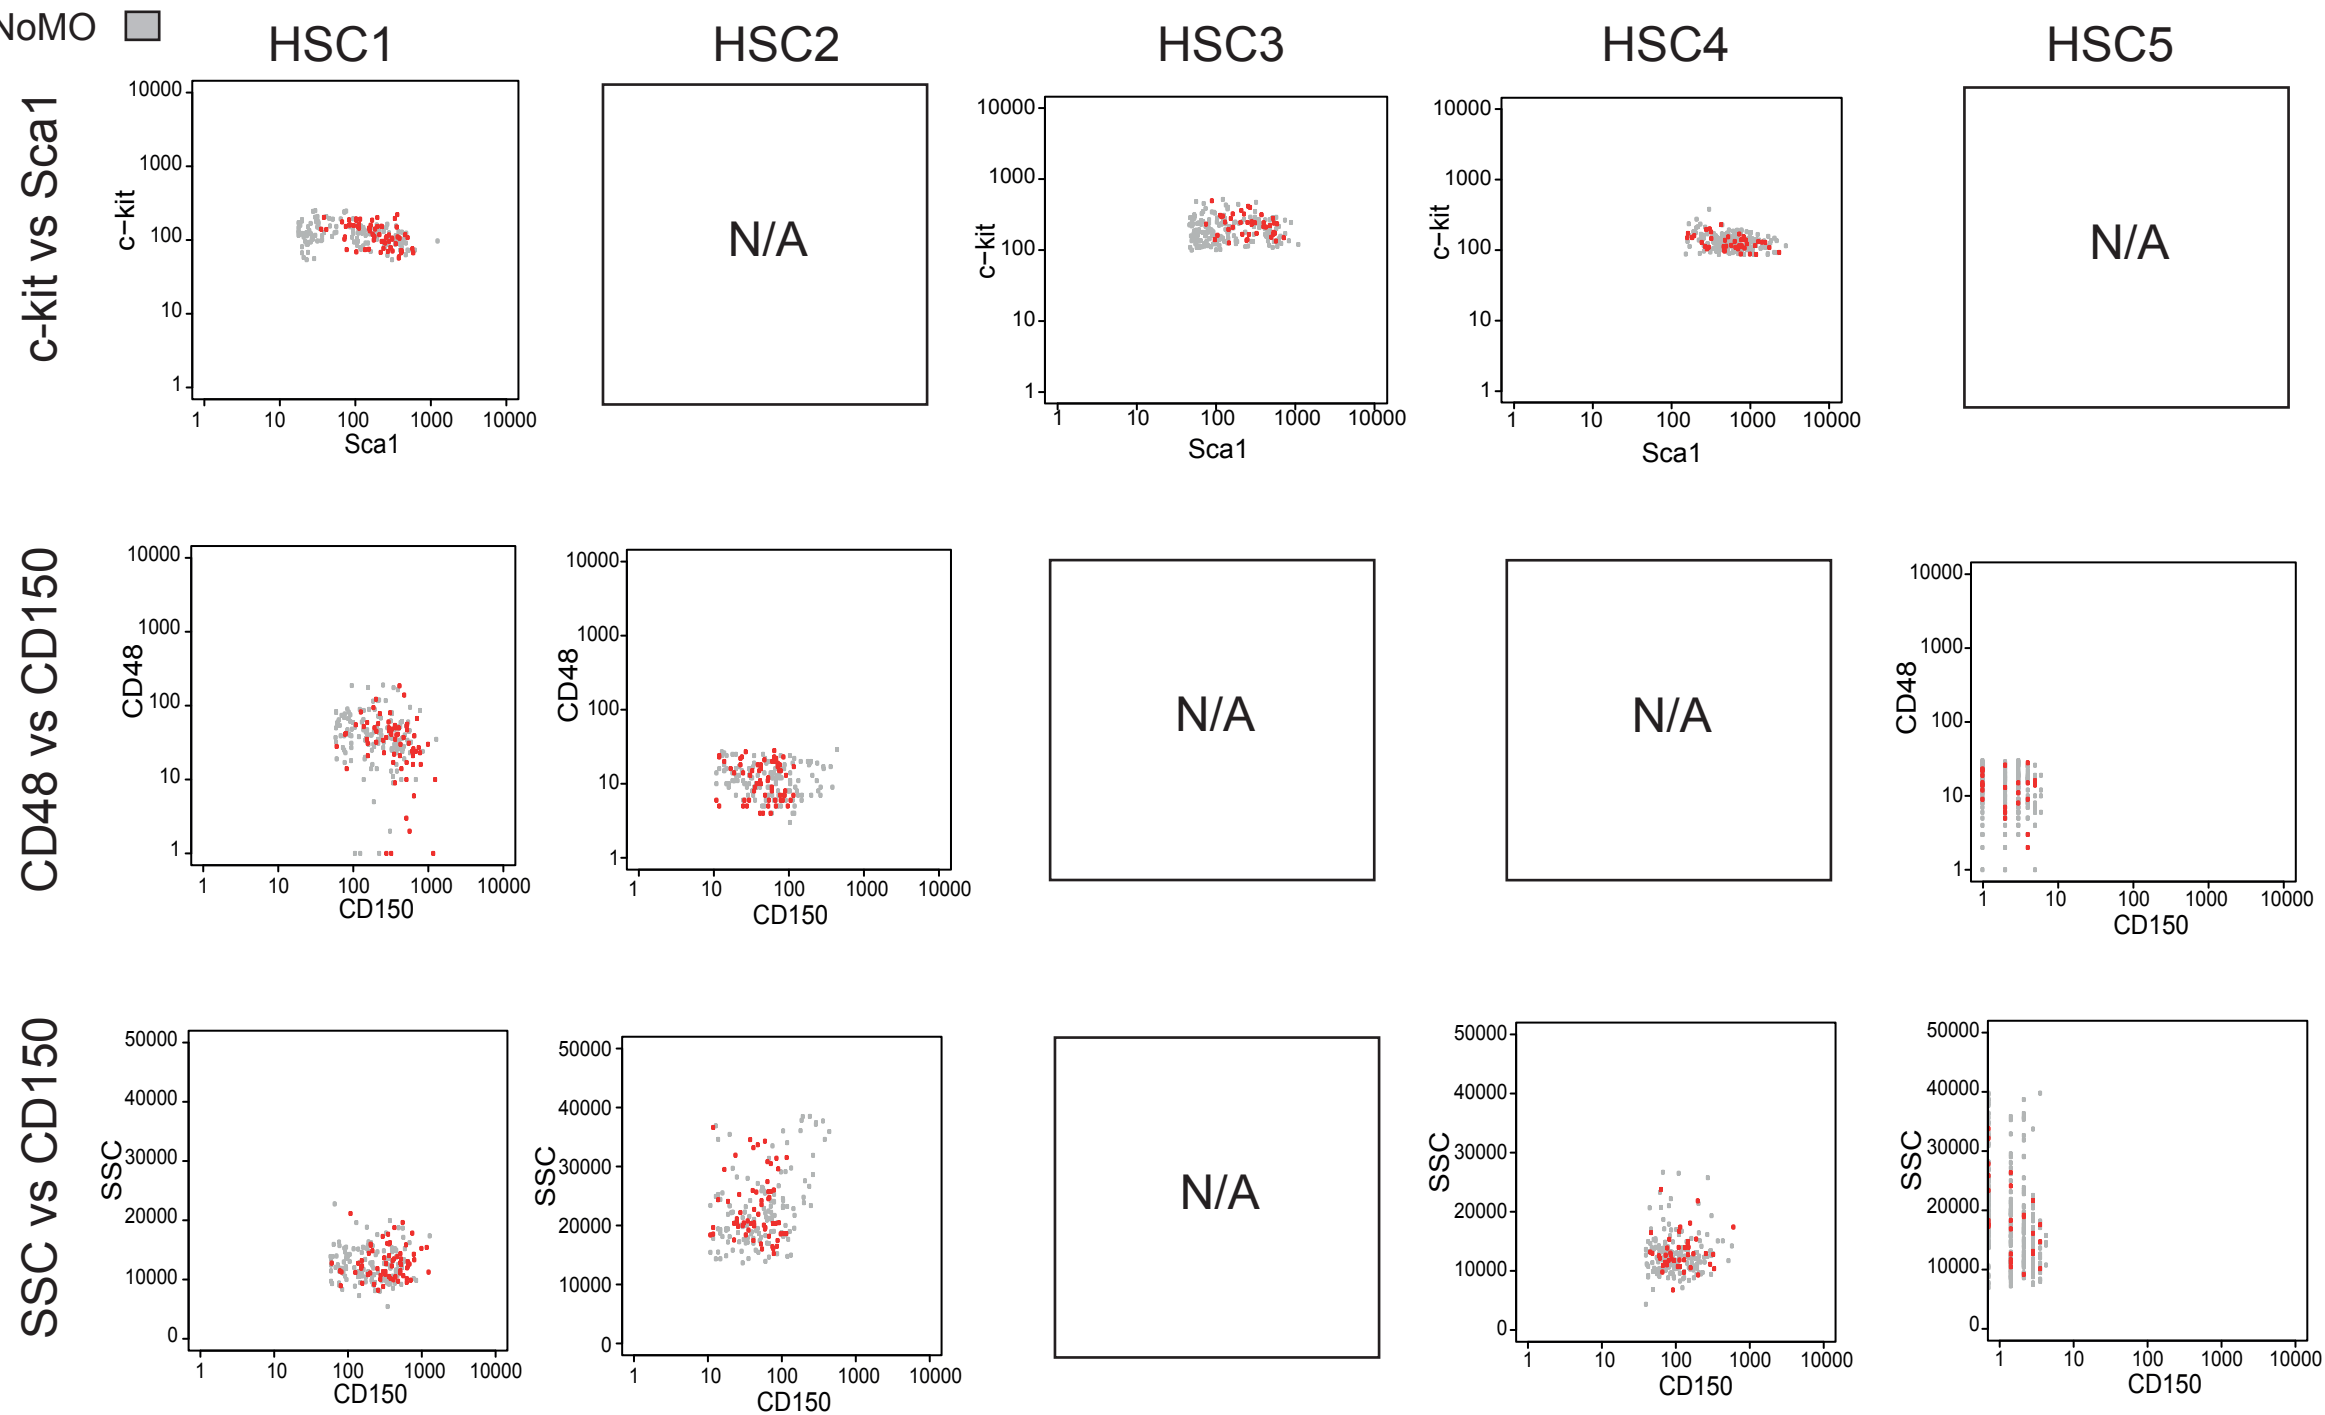 NoMO
HSC1 HSC2 HSC3 HSC4 HSC5
c-kit vs Sca1
10000
1000
100
10
1
c-kit
1 10 100 1000 10000
Sca1
N/A
10000
1000
100
10
1
c-kit
1 10 100 1000 10000
Sca1
10000
1000
100
10
1
c-kit
1 10 100 1000 10000
Sca1
N/A
CD48 vs CD150
10000
1000
100
10
1
CD48
1 10 100 1000 10000
CD150
10000
1000
100
10
1
CD48
1 10 100 1000 10000
CD150
N/A
N/A
10000
1000
100
10
1
CD48
1 10 100 1000 10000
CD150
SSC vs CD150
50000
40000
30000
20000
10000
0
SSC
1 10 100 1000 10000
CD150
50000
40000
30000
20000
10000
0
SSC
1 10 100 1000 10000
CD150
N/A
50000
40000
30000
20000
10000
0
SSC
1 10 100 1000 10000
CD150
50000
40000
30000
20000
10000
0
SSC
1 10 100 1000 10000
CD150